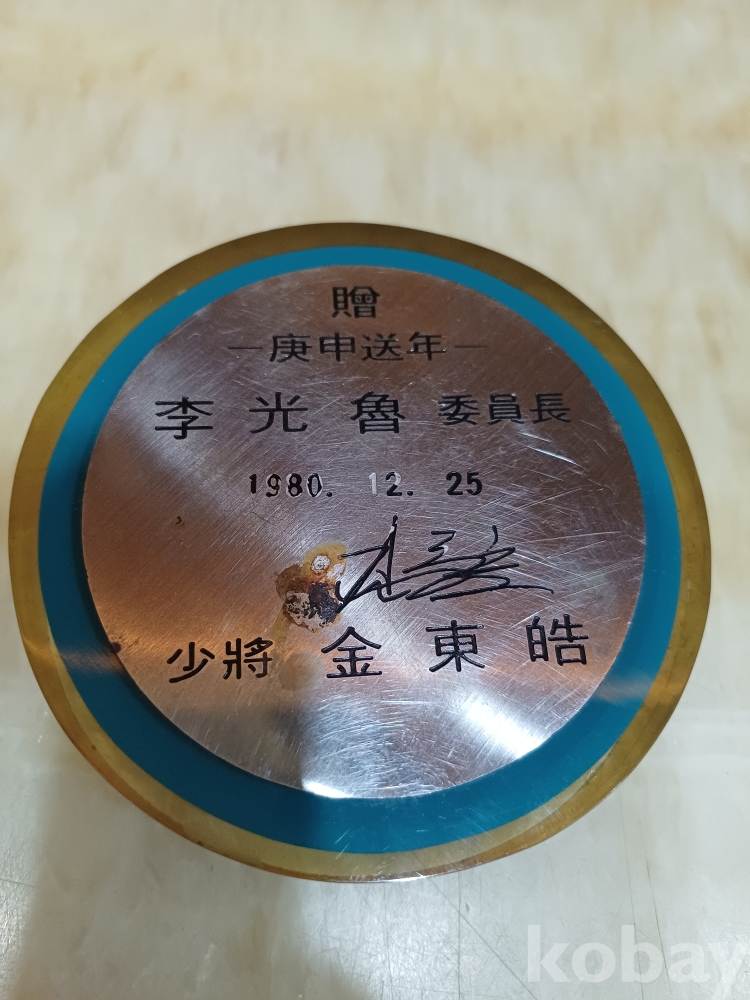 贈
—庚申送年—
李光魯 委員長
1980. 12. 25
少將 金東皓
kobay